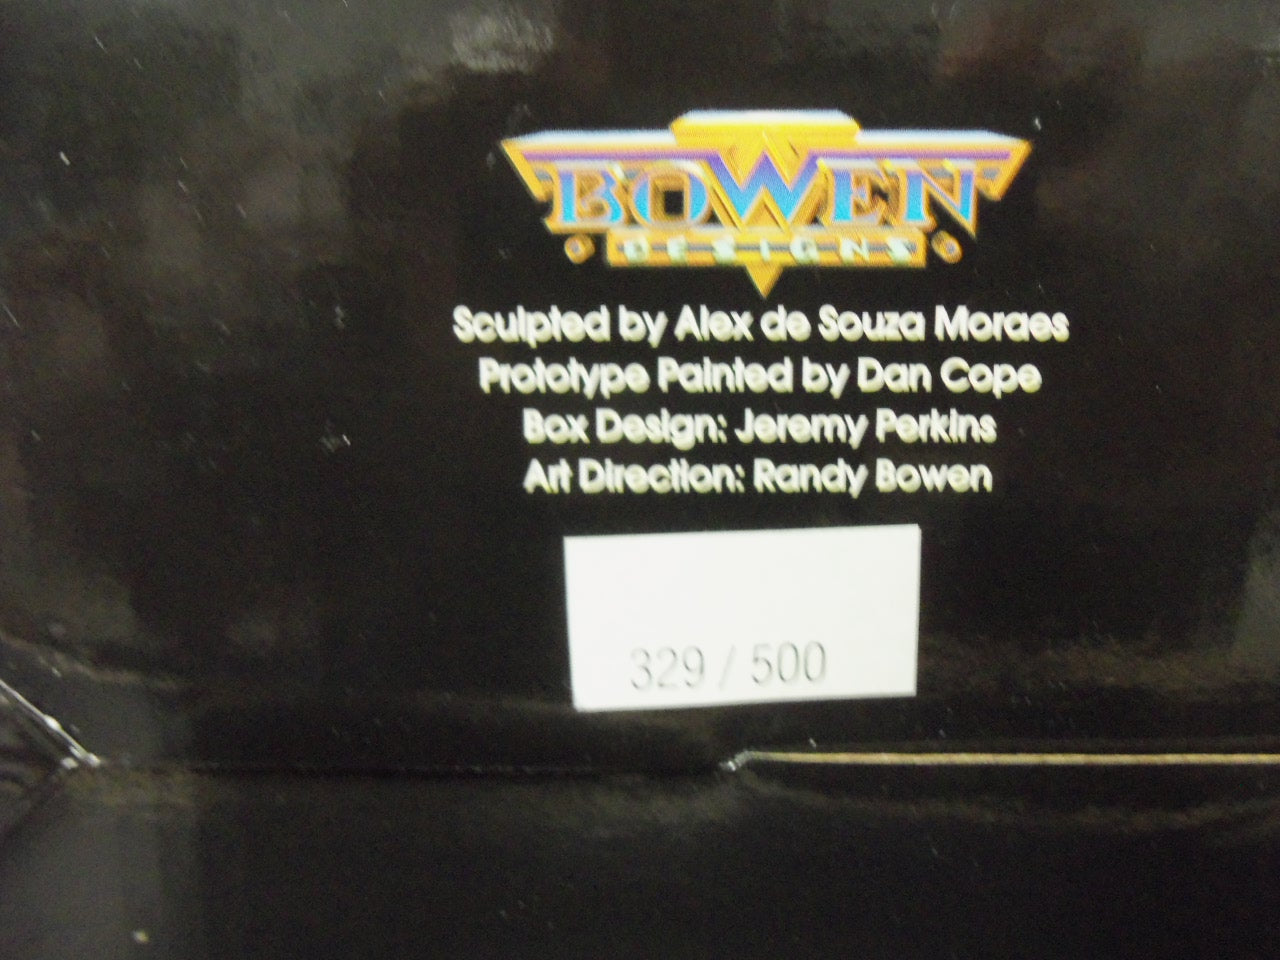 BOWEN
DESIGNS
Sculpted by Alex de Souza Moraes
Prototype Painted by Dan Cope
Box Design: Jeremy Perkins
Art Direction: Randy Bowen
329 / 500